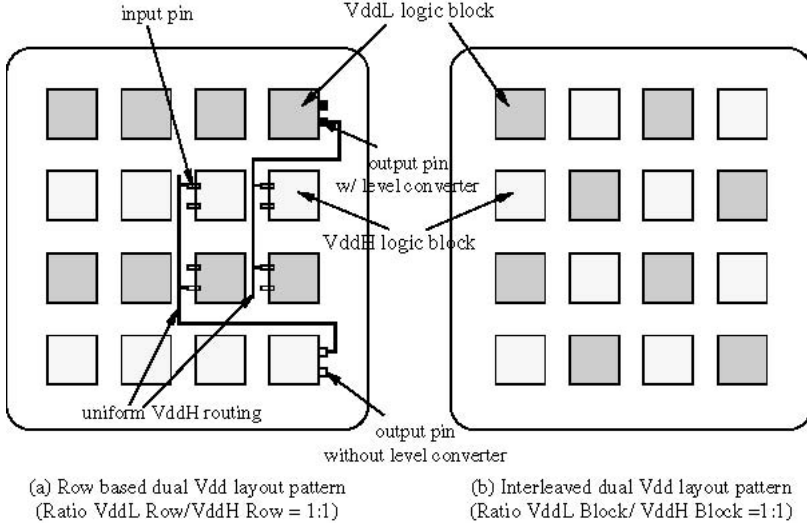 input pin
VddL logic block
output pin
w/ level converter
VddH logic block
uniform VddH routing
output pin
without level converter
(a) Row based dual Vdd layout pattern
(Ratio VddL Row/VddH Row = 1:1)
(b) Interleaved dual Vdd layout pattern
(Ratio VddL Block/ VddH Block =1:1)